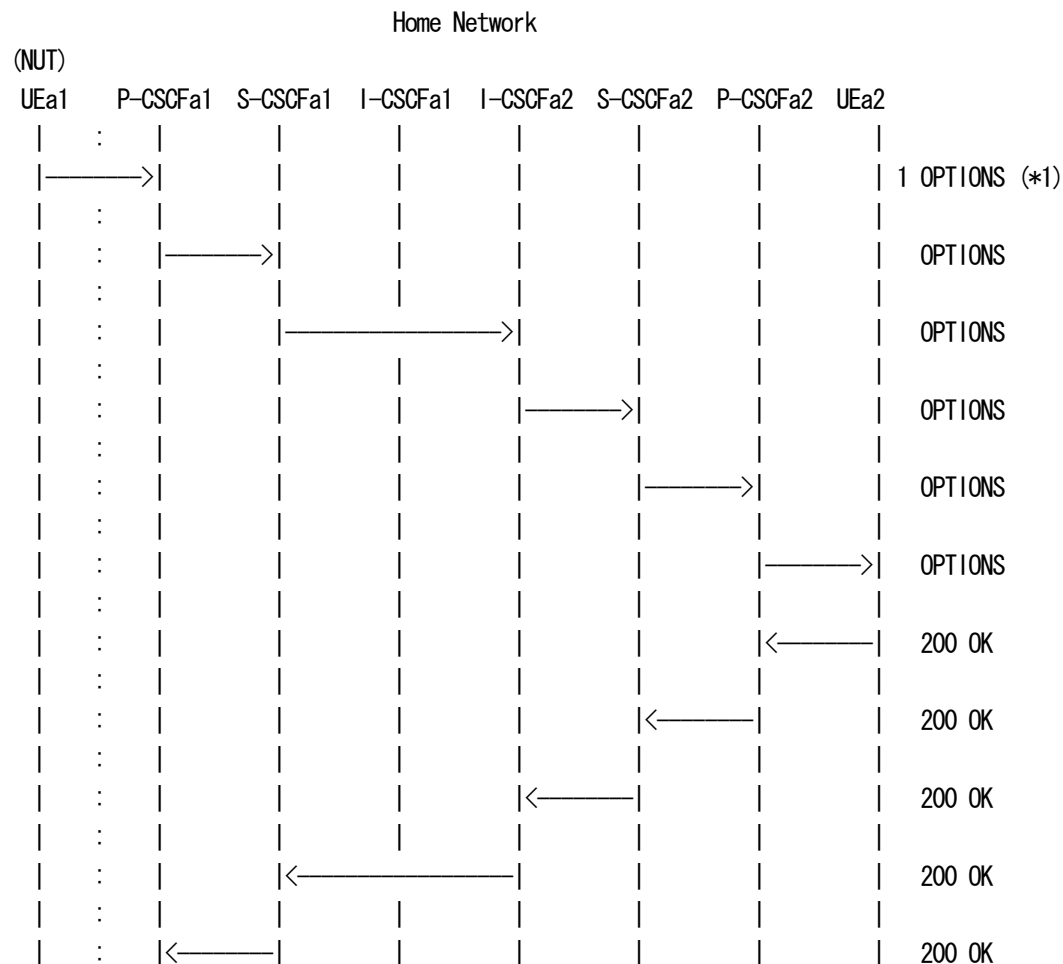 Home Network
(NUT)
UEa1 P-CSCFa1 S-CSCFa1 I-CSCFa1 I-CSCFa2 S-CSCFa2 P-CSCFa2 UEa2
1 OPTIONS (*1)
OPTIONS
OPTIONS
OPTIONS
OPTIONS
OPTIONS
200 OK
200 OK
200 OK
200 OK
200 OK